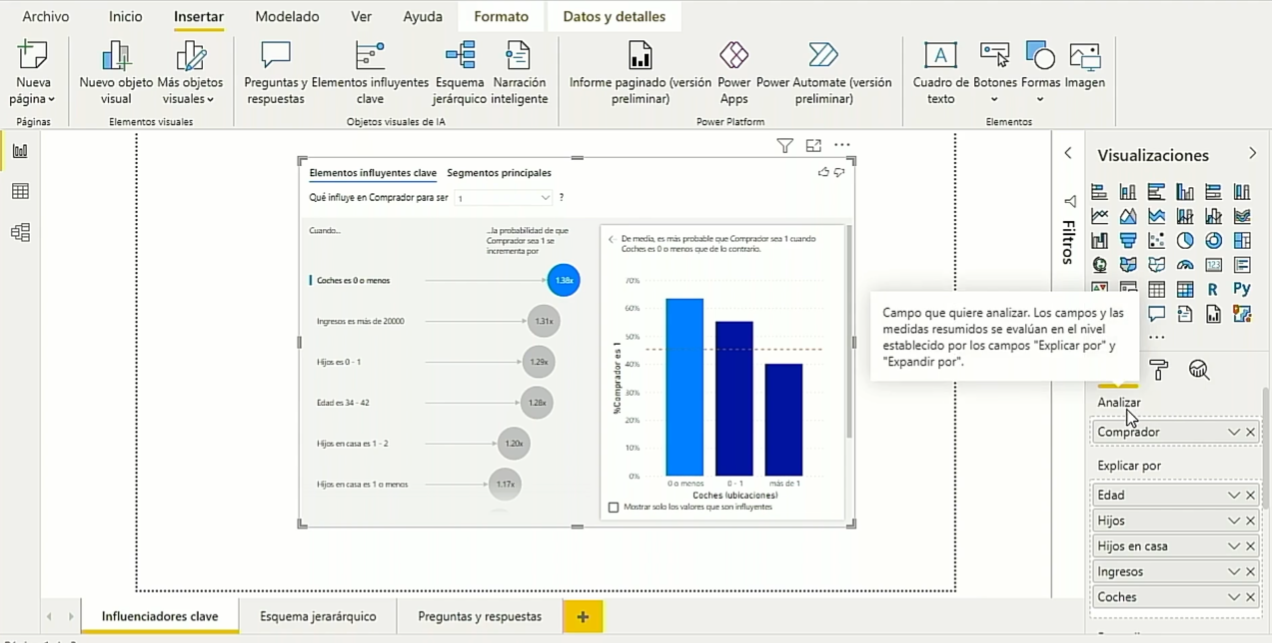 Archivo Inicio Insertar Modelado Ver Ayuda Formato Datos y detalles
Nueva página
Nuevo objeto visual
Más objetos visuales
Preguntas y respuestas
Elementos influyentes clave
Esquema jerárquico
Narración inteligente
Informe paginado (versión preliminar)
Power Apps
Power Automate (versión preliminar)
Cuadro de texto
Botones
Formas
Imagen
Páginas
Elementos visuales
Objetos visuales de IA
Power Platform
Elementos
Elementos influyentes clave Segmentos principales
Qué influye en Comprador para ser 1 ?
Cuando...
...la probabilidad de que
Comprador sea 1 se
incrementa por
Coches es 0 o menos 1.38x
Ingresos es más de 20000 1.31x
Hijos es 0 - 1 1.29x
Edad es 34 - 42 1.28x
Hijos en casa es 1 - 2 1.20x
Hijos en casa es 1 o menos 1.17x
De media, es más probable que Comprador sea 1 cuando
Coches es 0 o menos que de lo contrario.
%Comprador es 1
70%
60%
50%
40%
30%
20%
10%
0%
0 o menos 0 - 1 más de 1
Coches (ubicaciones)
Mostrar solo los valores que son influyentes
Filtros
Visualizaciones
123
R Py
Campo que quiere analizar. Los campos y las
medidas resumidos se evalúan en el nivel
establecido por los campos "Explicar por" y
"Expandir por".
Analizar
Comprador
Explicar por
Edad
Hijos
Hijos en casa
Ingresos
Coches
Influenciadores clave Esquema jerarárquico Preguntas y respuestas